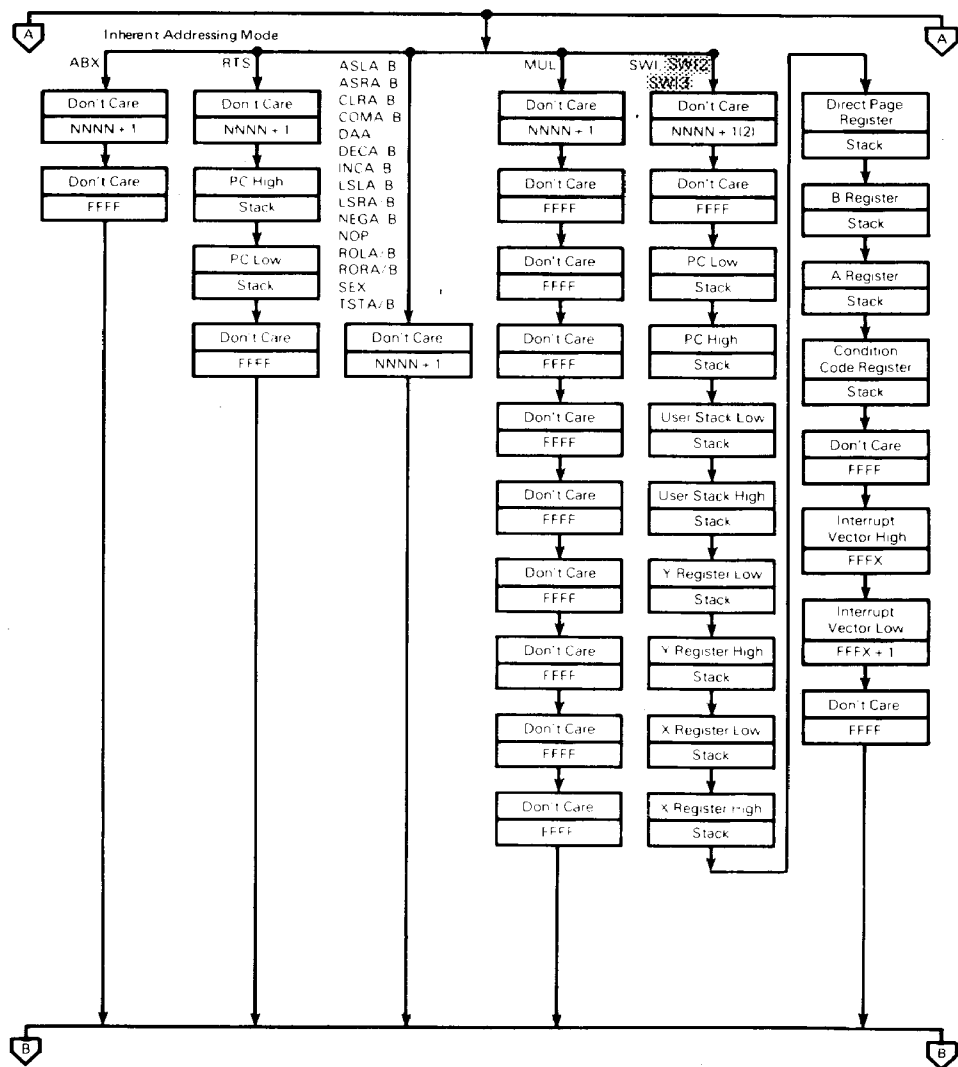 A
A
Inherent Addressing Mode
ABX
Don't Care
NNNN + 1
Don't Care
FFFF
RTS
Don't Care
NNNN + 1
PC High
Stack
PC Low
Stack
Don't Care
FFFF
ASLA B
ASRA B
CLRA B
COMA B
DAA
DECA B
INCA B
LSLA B
LSRA B
NEGA B
NOP
ROLA/B
RORA/B
SEX
TSTA/B
Don't Care
NNNN + 1
MUL
Don't Care
NNNN + 1
Don't Care
FFFF
Don't Care
FFFF
Don't Care
FFFF
Don't Care
FFFF
Don't Care
FFFF
Don't Care
FFFF
Don't Care
FFFF
Don't Care
FFFF
Don't Care
FFFF
SWI, SWI2
SWI3
Don't Care
NNNN + 1(2)
Don't Care
FFFF
PC Low
Stack
PC High
Stack
User Stack Low
Stack
User Stack High
Stack
Y Register Low
Stack
Y Register High
Stack
X Register Low
Stack
X Register High
Stack
Direct Page
Register
Stack
B Register
Stack
A Register
Stack
Condition
Code Register
Stack
Don't Care
FFFF
Interrupt
Vector High
FFFX
Interrupt
Vector Low
FFFX + 1
Don't Care
FFFF
B
B